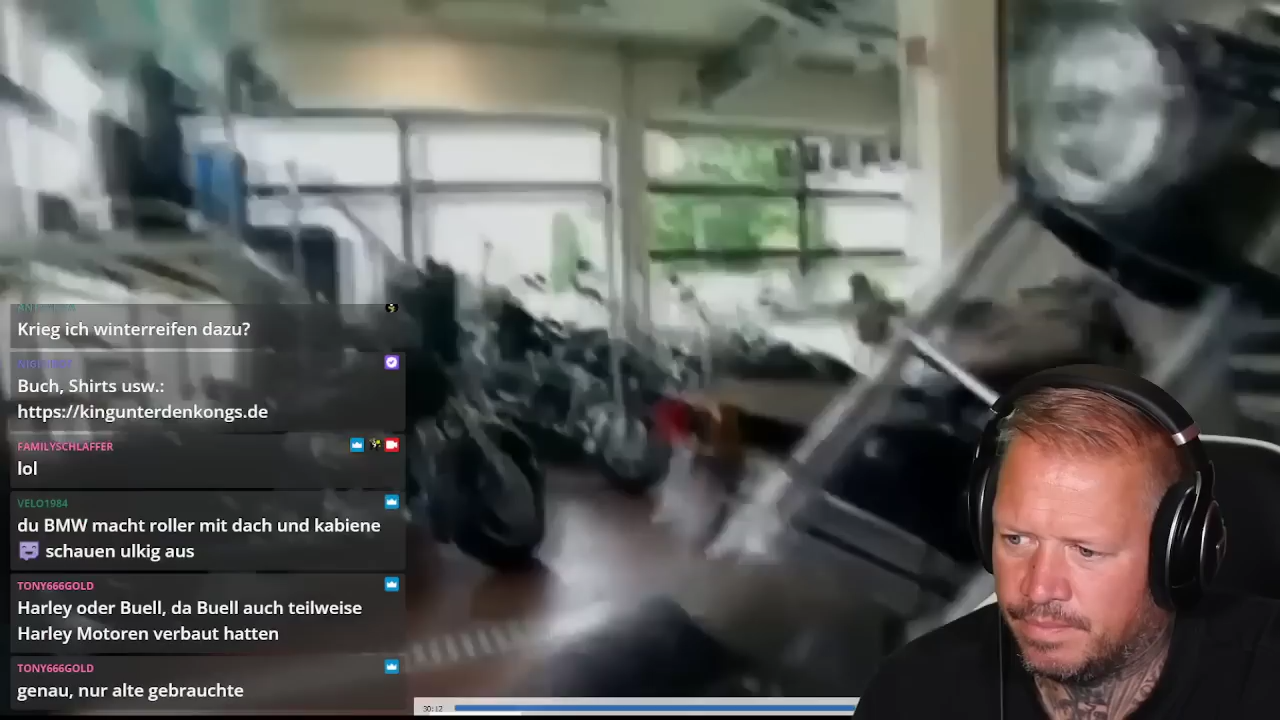 Krieg ich winterreifen dazu?
Buch, Shirts usw.:
https://kingunterdenkongs.de
FAMILYSCHLAFFER
lol
VELO1984
du BMW macht roller mit dach und kabiene
schauen ulkig aus
TONY666GOLD
Harley oder Buell, da Buell auch teilweise
Harley Motoren verbaut hatten
TONY666GOLD
genau, nur alte gebrauchte
30:12